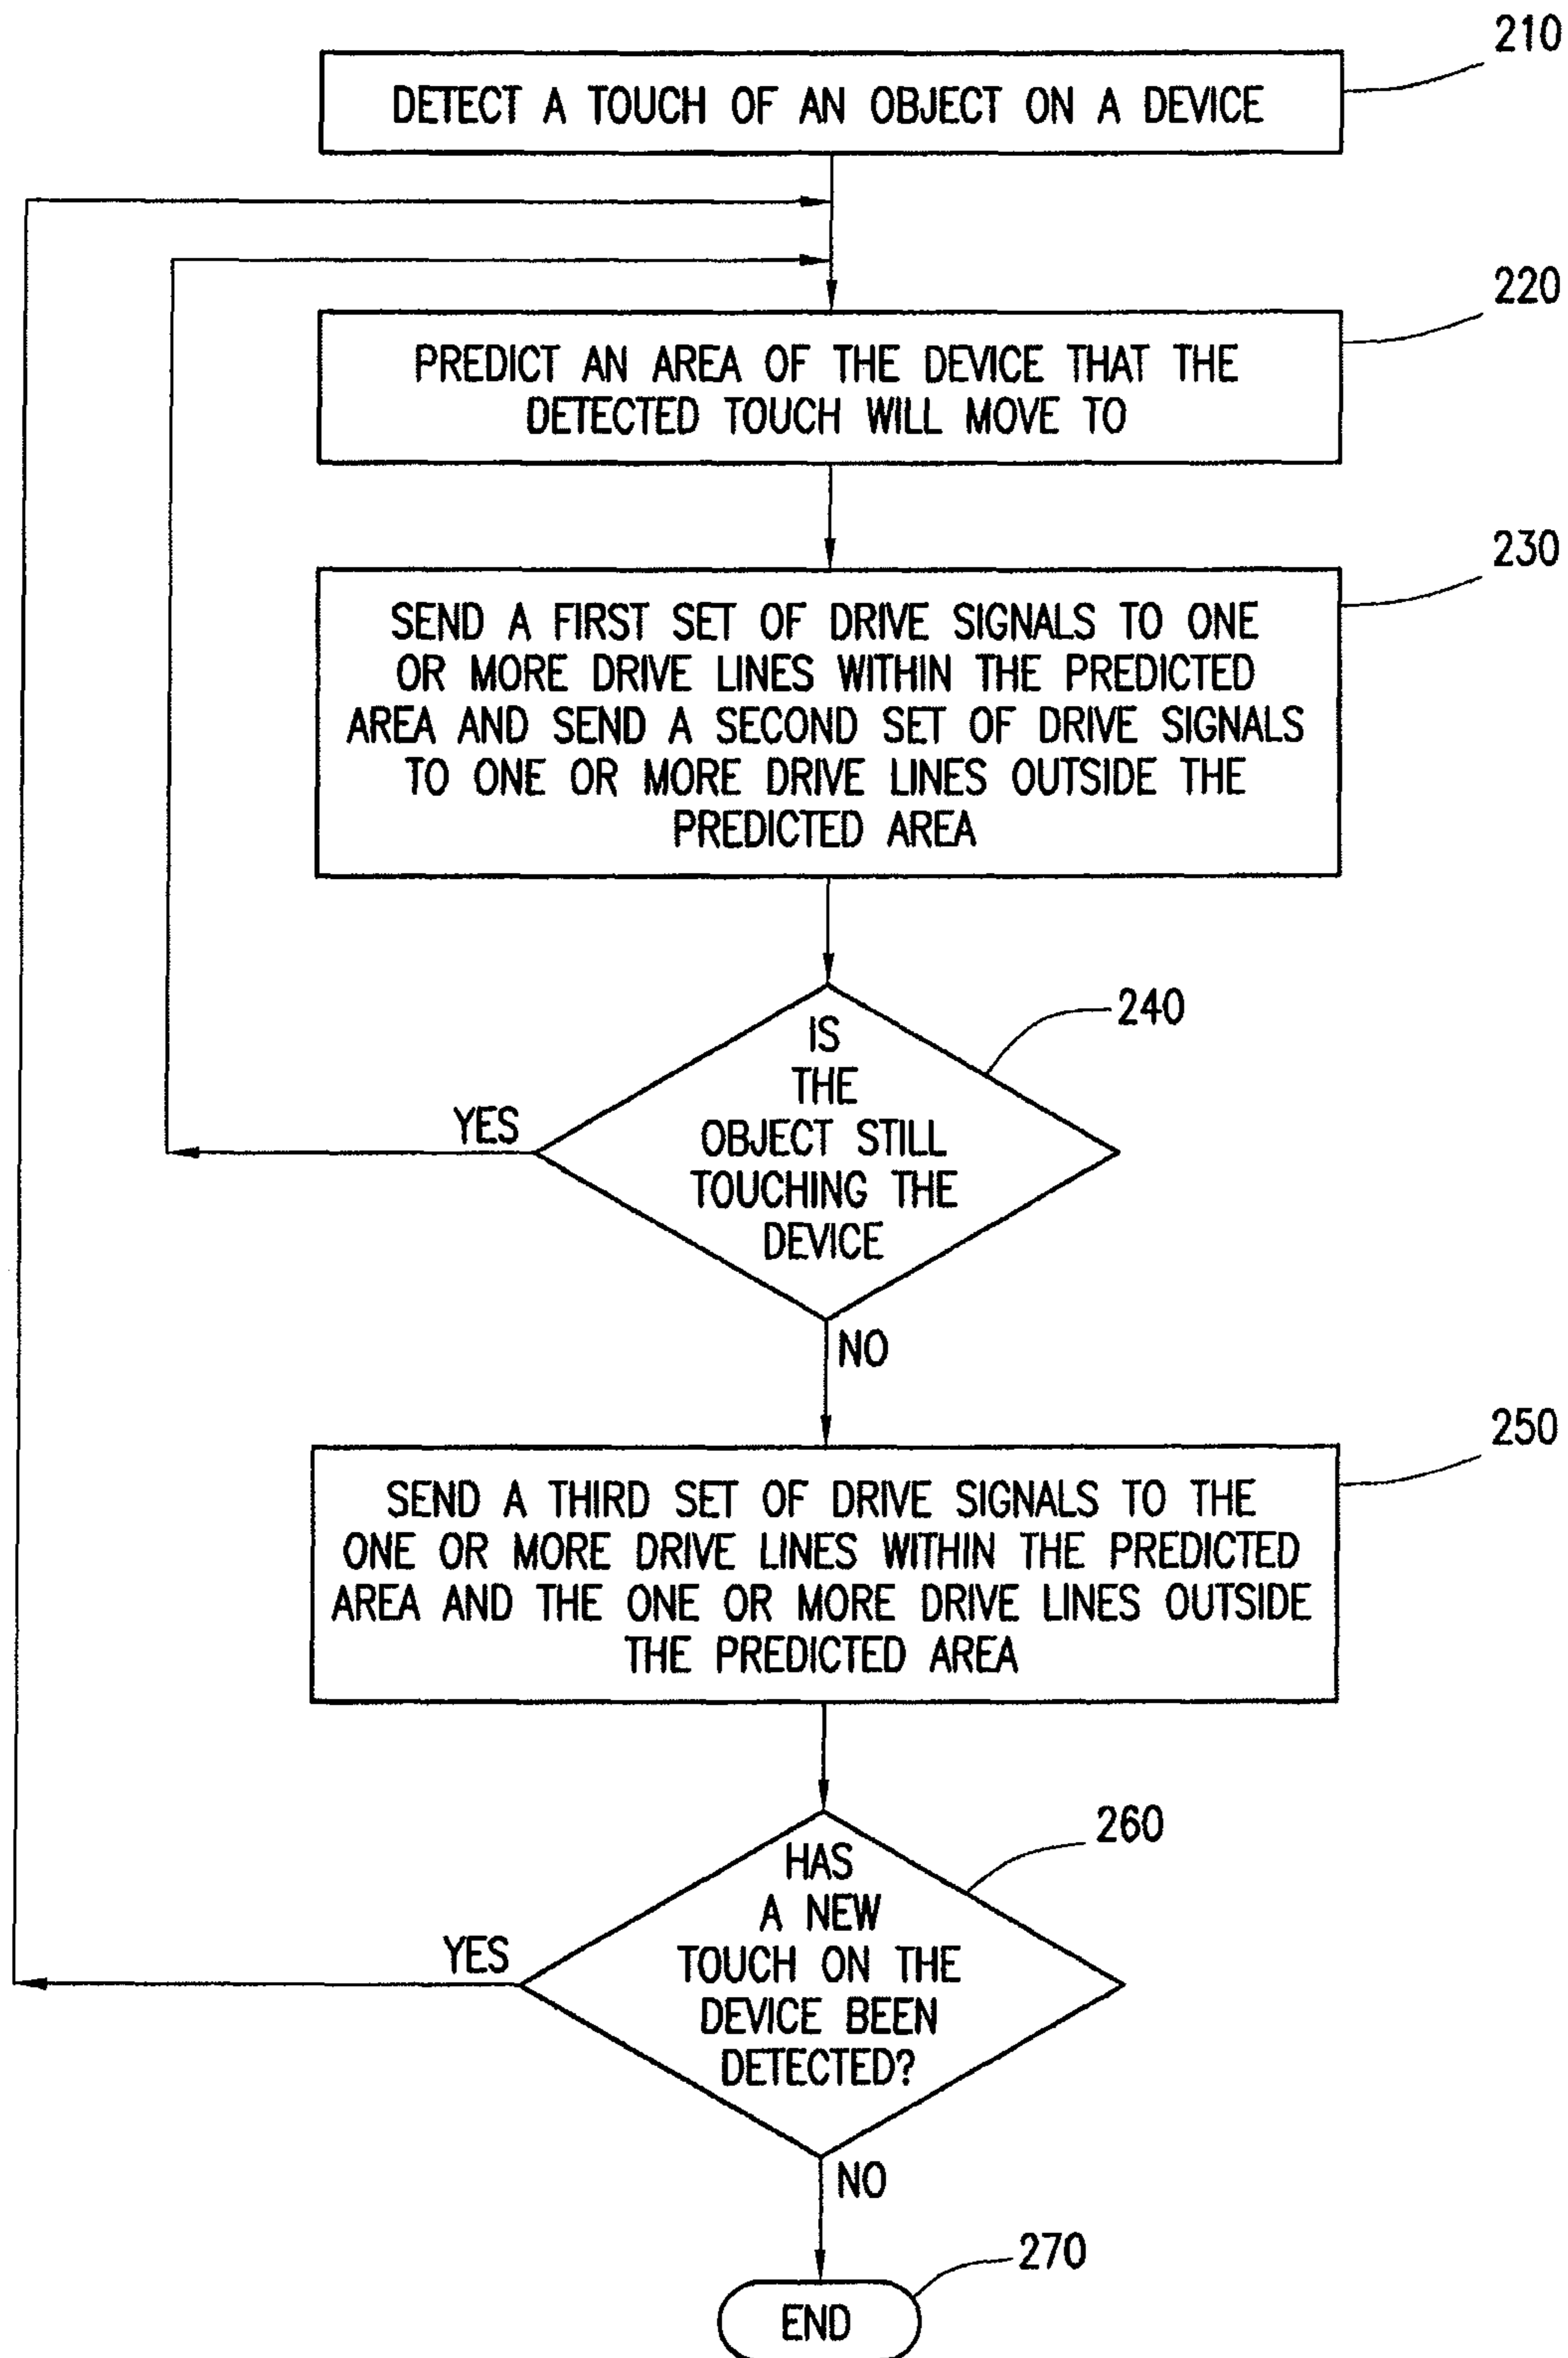 210
DETECT A TOUCH OF AN OBJECT ON A DEVICE
220
PREDICT AN AREA OF THE DEVICE THAT THE
DETECTED TOUCH WILL MOVE TO
230
SEND A FIRST SET OF DRIVE SIGNALS TO ONE
OR MORE DRIVE LINES WITHIN THE PREDICTED
AREA AND SEND A SECOND SET OF DRIVE SIGNALS
TO ONE OR MORE DRIVE LINES OUTSIDE THE
PREDICTED AREA
240
IS
THE
OBJECT STILL
TOUCHING THE
DEVICE
YES
NO
250
SEND A THIRD SET OF DRIVE SIGNALS TO THE
ONE OR MORE DRIVE LINES WITHIN THE PREDICTED
AREA AND THE ONE OR MORE DRIVE LINES OUTSIDE
THE PREDICTED AREA
260
HAS
A NEW
TOUCH ON THE
DEVICE BEEN
DETECTED?
YES
NO
270
END